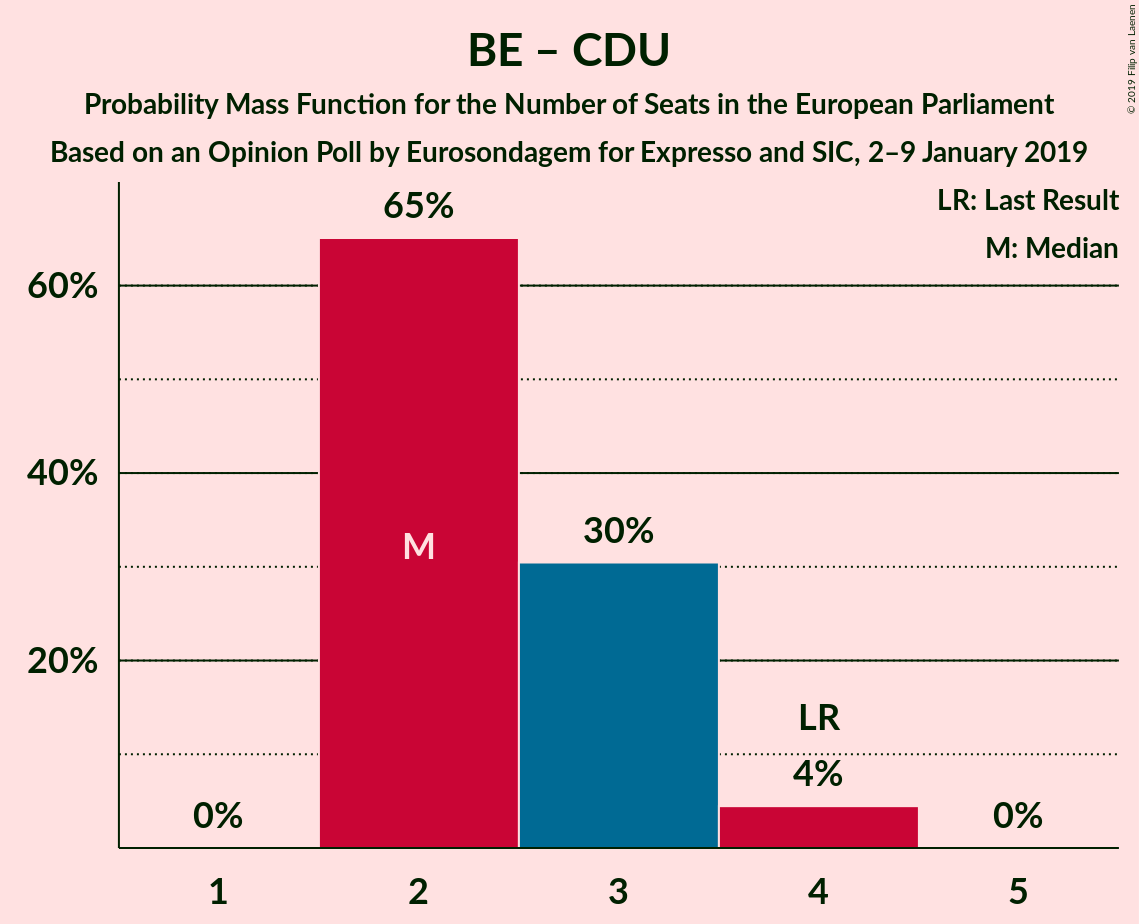 BE – CDU
Probability Mass Function for the Number of Seats in the European Parliament
Based on an Opinion Poll by Eurosondagem for Expresso and SIC, 2–9 January 2019
© 2019 Filip van Laenen
LR: Last Result
M: Median
65%
60%
40%
30%
M
20%
LR
4%
0%
0%
1
2
3
4
5